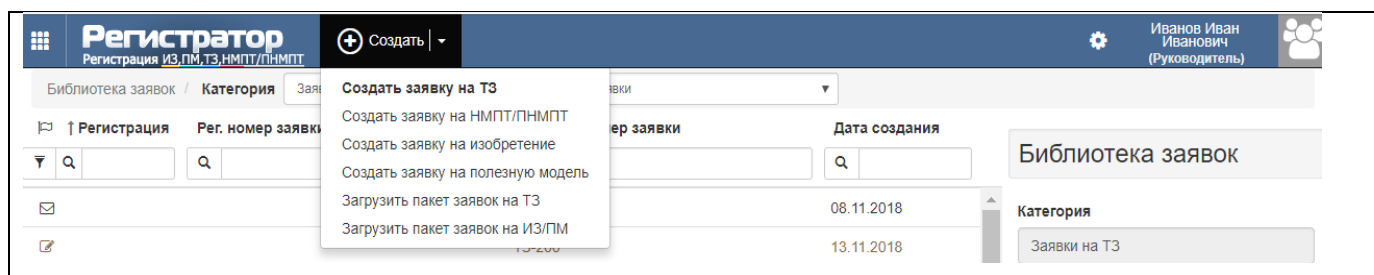 Регистратор
Регистрация ИЗ,ПМ,ТЗ,НМПТ/ПНМПТ
Создать
Иванов Иван
Иванович
(Руководитель)
Библиотека заявок / Категория
Создать заявку на ТЗ
Создать заявку на НМПТ/ПНМПТ
Создать заявку на изобретение
Создать заявку на полезную модель
Загрузить пакет заявок на ТЗ
Загрузить пакет заявок на ИЗ/ПМ
Регистрация Рег. номер заявки заявки Дата создания
Библиотека заявок
08.11.2018
Категория
13.11.2018
Заявки на ТЗ